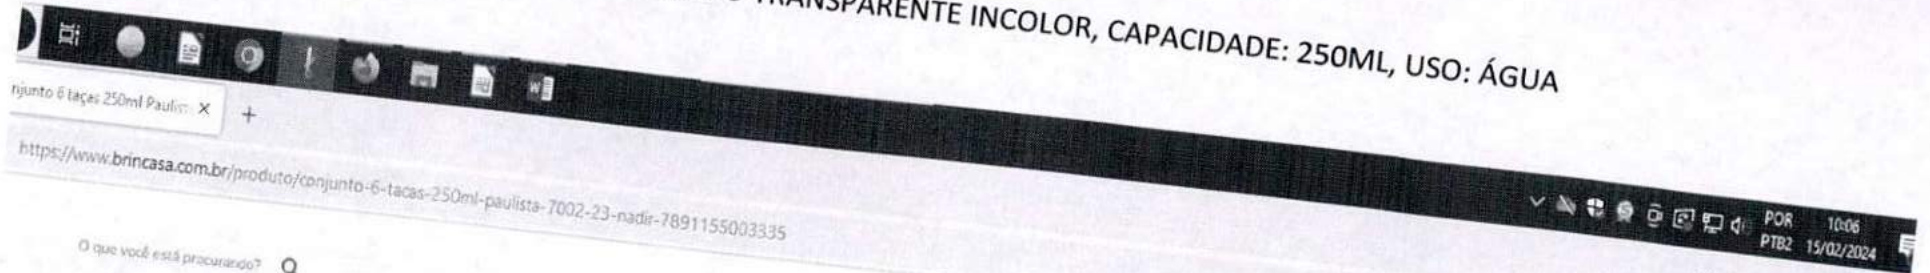 TRANSPARENTE INCOLOR, CAPACIDADE: 250ML, USO: ÁGUA
POR 10:06
PTB2 15/02/2024
njunto 6 taças 250ml Paulis
https://www.brincasa.com.br/produto/conjunto-6-tacas-250ml-paulista-7002-23-nadir-7891155003335
O que você está procurando?